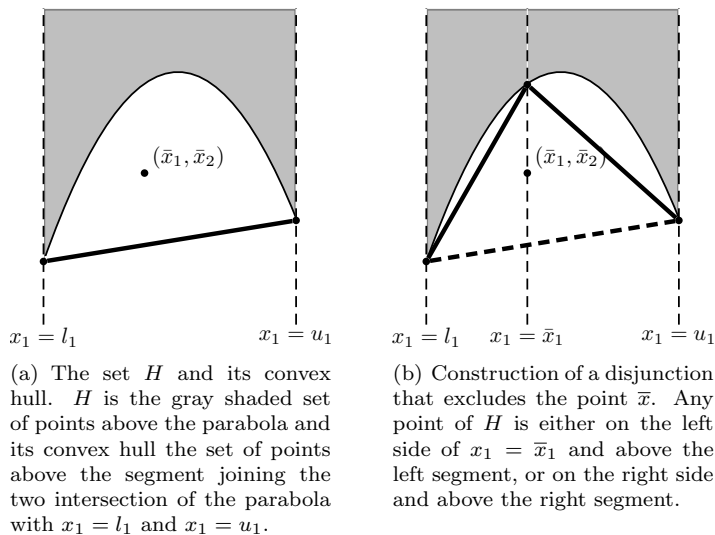 (x̄₁, x̄₂)
x₁ = l₁
x₁ = u₁
(a) The set H and its convex
hull. H is the gray shaded set
of points above the parabola and
its convex hull the set of points
above the segment joining the
two intersection of the parabola
with x₁ = l₁ and x₁ = u₁.
(x̄₁, x̄₂)
x₁ = l₁
x₁ = x̄₁
x₁ = u₁
(b) Construction of a disjunction
that excludes the point x̄. Any
point of H is either on the left
side of x₁ = x̄₁ and above the
left segment, or on the right side
and above the right segment.